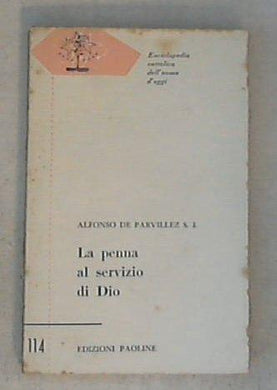 Enciclopedia
cattolica
dell'uomo
d'oggi
ALFONSO DE PARVILLEZ S. I.
La penna
al servizio
di Dio
114
EDIZIONI PAOLINE